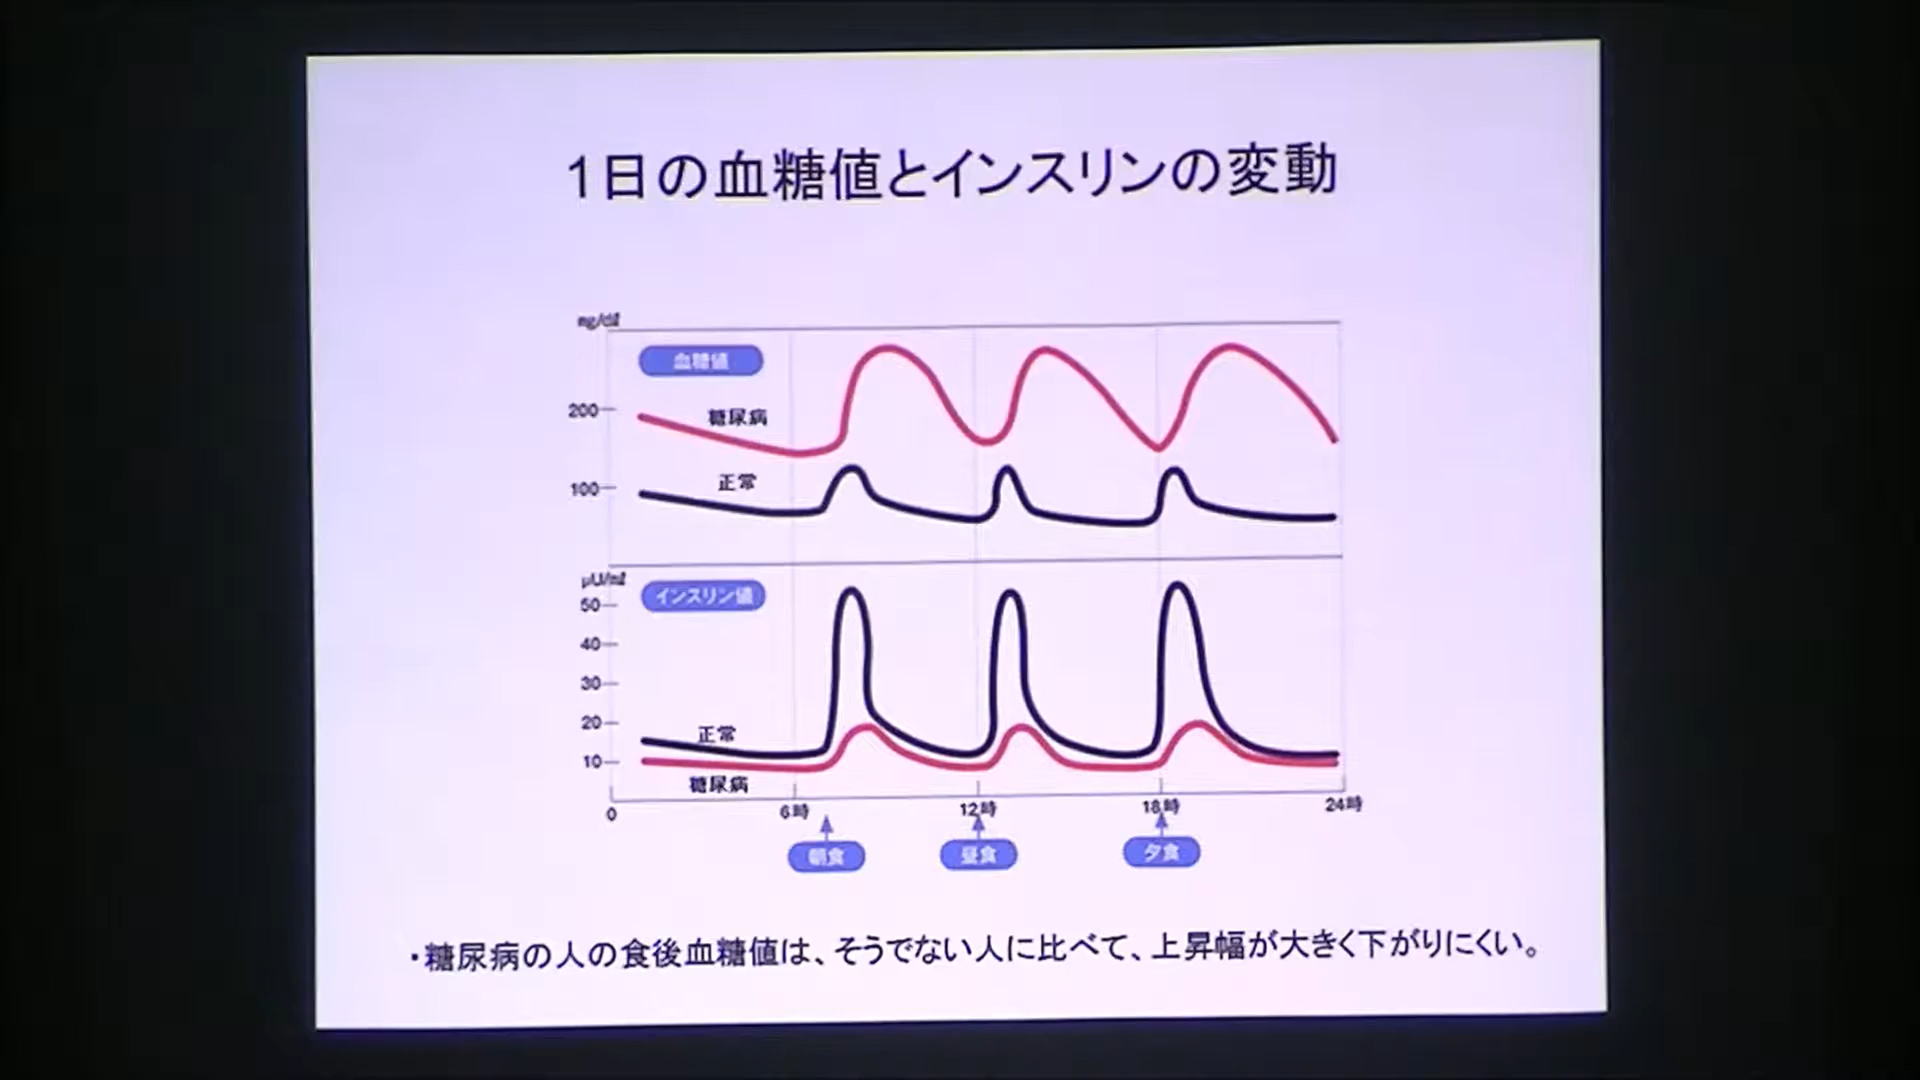 1日の血糖値とインスリンの変動
mg/dl
血糖値
200
糖尿病
正常
100
μU/ml
インスリン値
50
40
30
20
正常
10
糖尿病
0 6時 12時 18時 24時
朝食 昼食 夕食
・糖尿病の人の食後血糖値は、そうでない人に比べて、上昇幅が大きく下がりにくい。